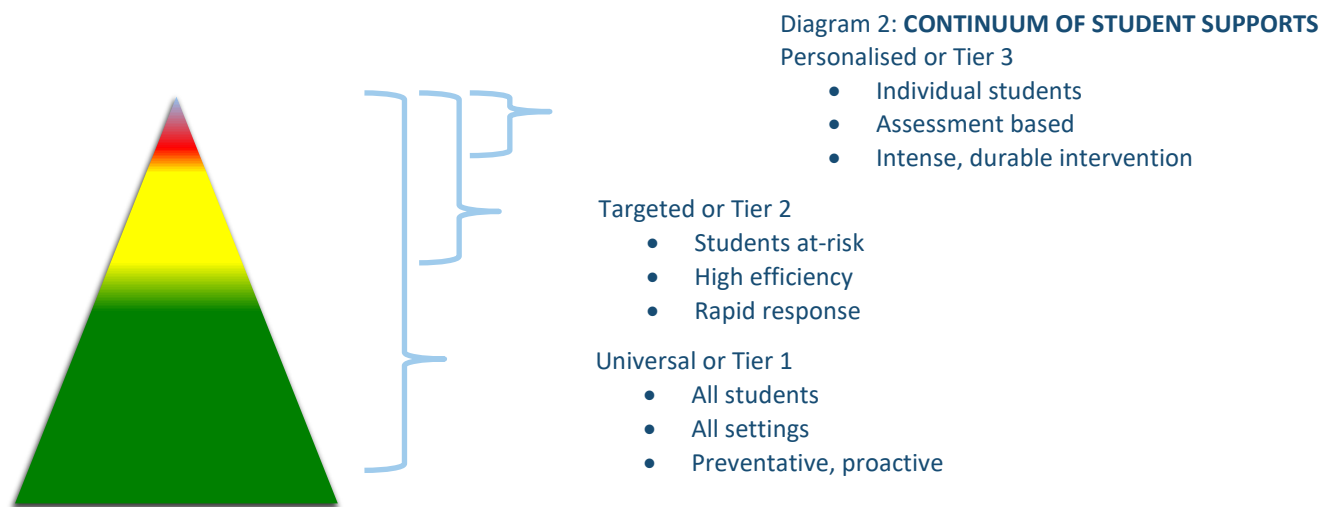 Diagram 2: CONTINUUM OF STUDENT SUPPORTS
Personalised or Tier 3
• Individual students
• Assessment based
• Intense, durable intervention
Targeted or Tier 2
• Students at-risk
• High efficiency
• Rapid response
Universal or Tier 1
• All students
• All settings
• Preventative, proactive